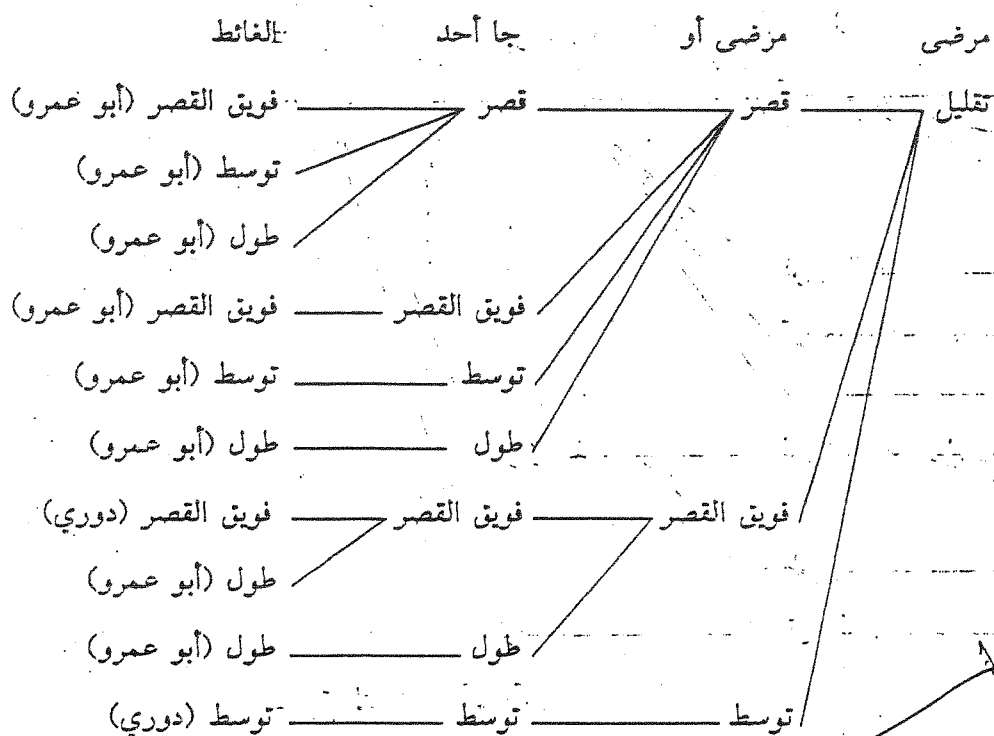 مرضى مرضى أو جا أحد الغائط
تقليل قصر قصر فويق القصر (أبو عمرو)
توسط (أبو عمرو)
طول (أبو عمرو)
فويق القصر فويق القصر (أبو عمرو)
توسط توسط (أبو عمرو)
طول طول (أبو عمرو)
فويق القصر فويق القصر فويق القصر (دوري)
طول (أبو عمرو)
طول طول (أبو عمرو)
توسط توسط توسط (دوري)